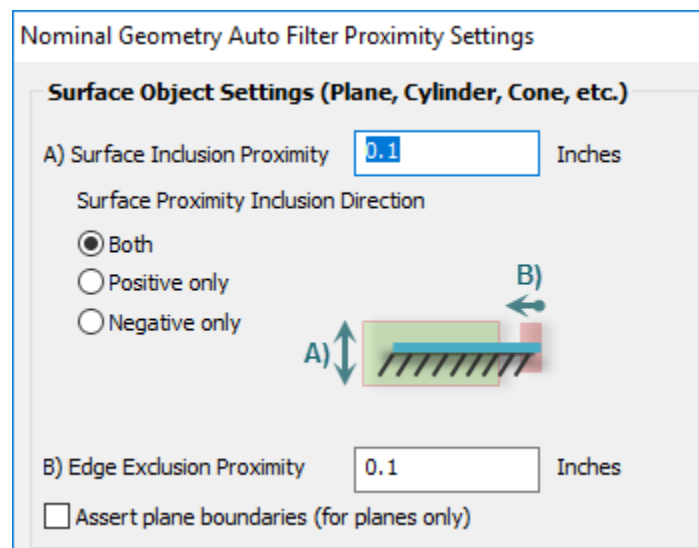 Nominal Geometry Auto Filter Proximity Settings
Surface Object Settings (Plane, Cylinder, Cone, etc.)
A) Surface Inclusion Proximity 0.1 Inches
Surface Proximity Inclusion Direction
Both
Positive only
Negative only
B)
A)
B) Edge Exclusion Proximity 0.1 Inches
Assert plane boundaries (for planes only)